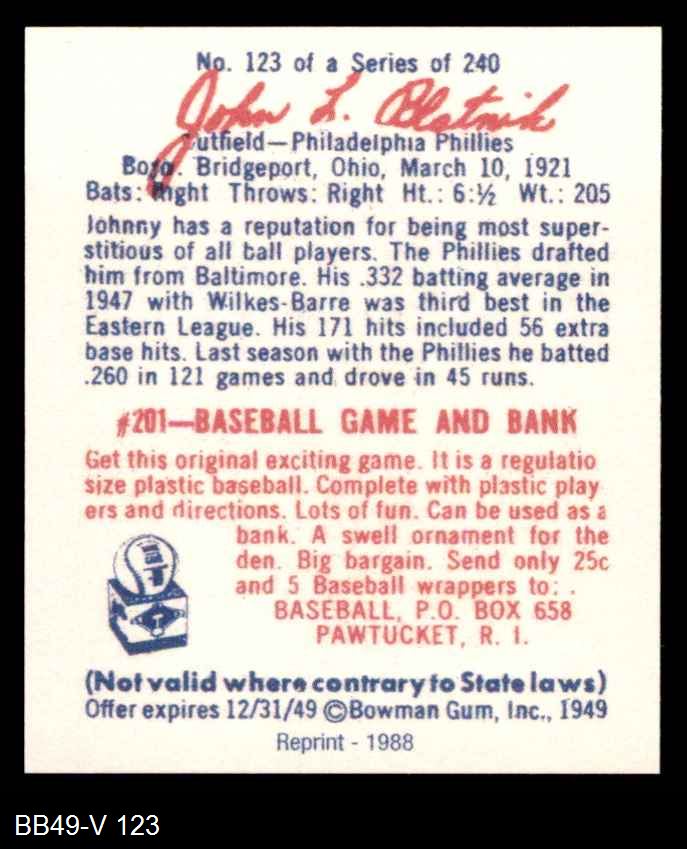 No. 123 of a Series of 240
John L. Blatnik
Outfield—Philadelphia Phillies
Born. Bridgeport, Ohio, March 10, 1921
Bats: Right Throws: Right Ht.: 6:½ Wt.: 205
Johnny has a reputation for being most super-
stitious of all ball players. The Phillies drafted
him from Baltimore. His .332 batting average in
1947 with Wilkes-Barre was third best in the
Eastern League. His 171 hits included 56 extra
base hits. Last season with the Phillies he batted
.260 in 121 games and drove in 45 runs.
#201—BASEBALL GAME AND BANK
Get this original exciting game. It is a regulatio
size plastic baseball. Complete with plastic play
ers and directions. Lots of fun. Can be used as a
bank. A swell ornament for the
den. Big bargain. Send only 25c
and 5 Baseball wrappers to: .
BASEBALL, P.O. BOX 658
PAWTUCKET, R. I.
(Not valid where contrary to State laws)
Offer expires 12/31/49 ©Bowman Gum, Inc., 1949
Reprint - 1988
BB49-V 123